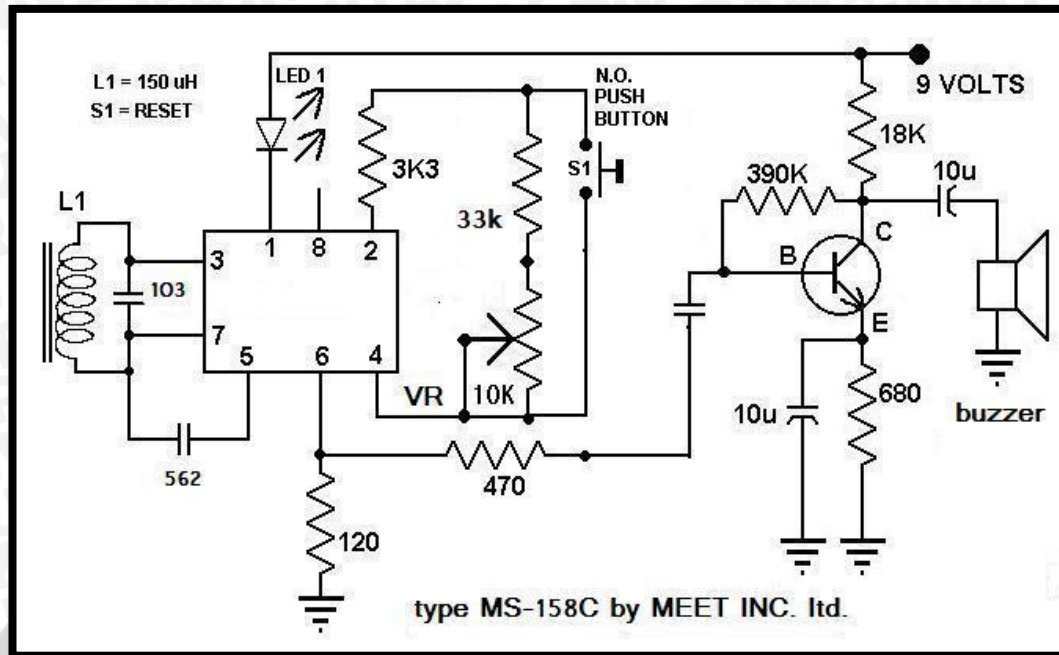 L1 = 150 uH
S1 = RESET
LED 1
N.O.
PUSH
BUTTON
9 VOLTS
18K
3K3
S1
390K
10u
L1
33k
C
1 8 2
B
3
103
E
7
5 6 4
VR
10K
10u
680
buzzer
562
470
120
type MS-158C by MEET INC. ltd.